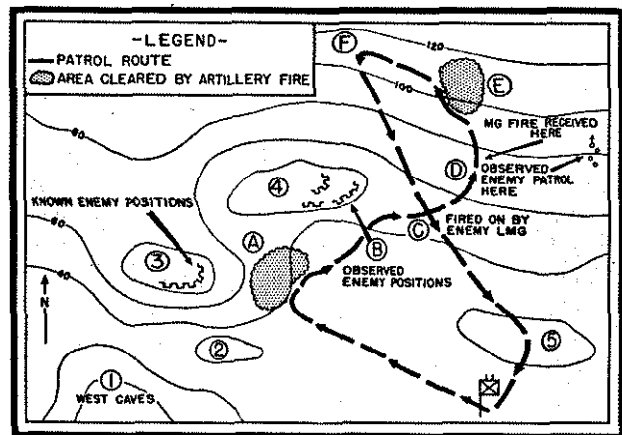 -LEGEND-
PATROL ROUTE
AREA CLEARED BY ARTILLERY FIRE
F
120
100
E
MG FIRE RECEIVED
HERE
60
D
OBSERVED
ENEMY PATROL
HERE
4
KNOWN ENEMY POSITIONS
A
C
FIRED ON BY
ENEMY LMG
B
OBSERVED
ENEMY POSITIONS
3
60
N
2
5
1
WEST CAVES